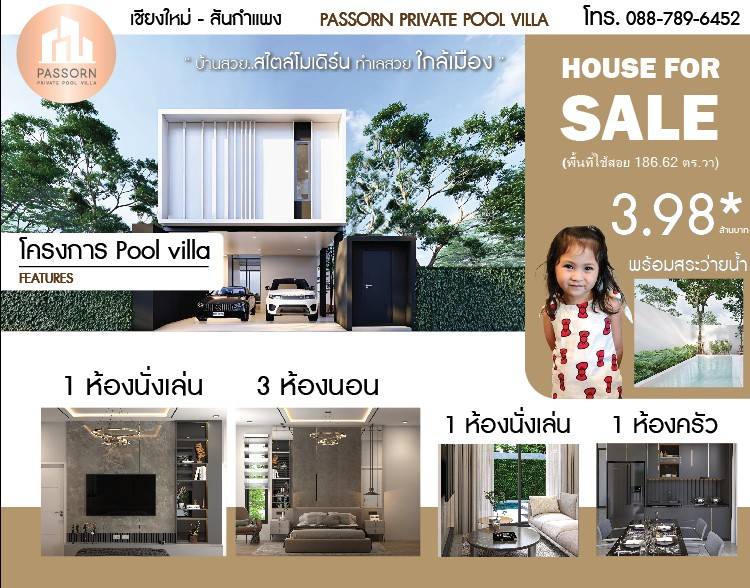 เชียงใหม่ - สันกำแพง
PASSORN PRIVATE POOL VILLA
โทร. 088-789-6452
PASSORN
PRIVATE POOL VILLA
" บ้านสวย..สไตล์โมเดิร์น ทำเลสวย ใกล้เมือง "
HOUSE FOR
SALE
(พื้นที่ใช้สอย 186.62 ตร.วา)
3.98*
ล้านบาท
พร้อมสระว่ายน้ำ
โครงการ Pool villa
FEATURES
1 ห้องนั่งเล่น
3 ห้องนอน
1 ห้องนั่งเล่น
1 ห้องครัว